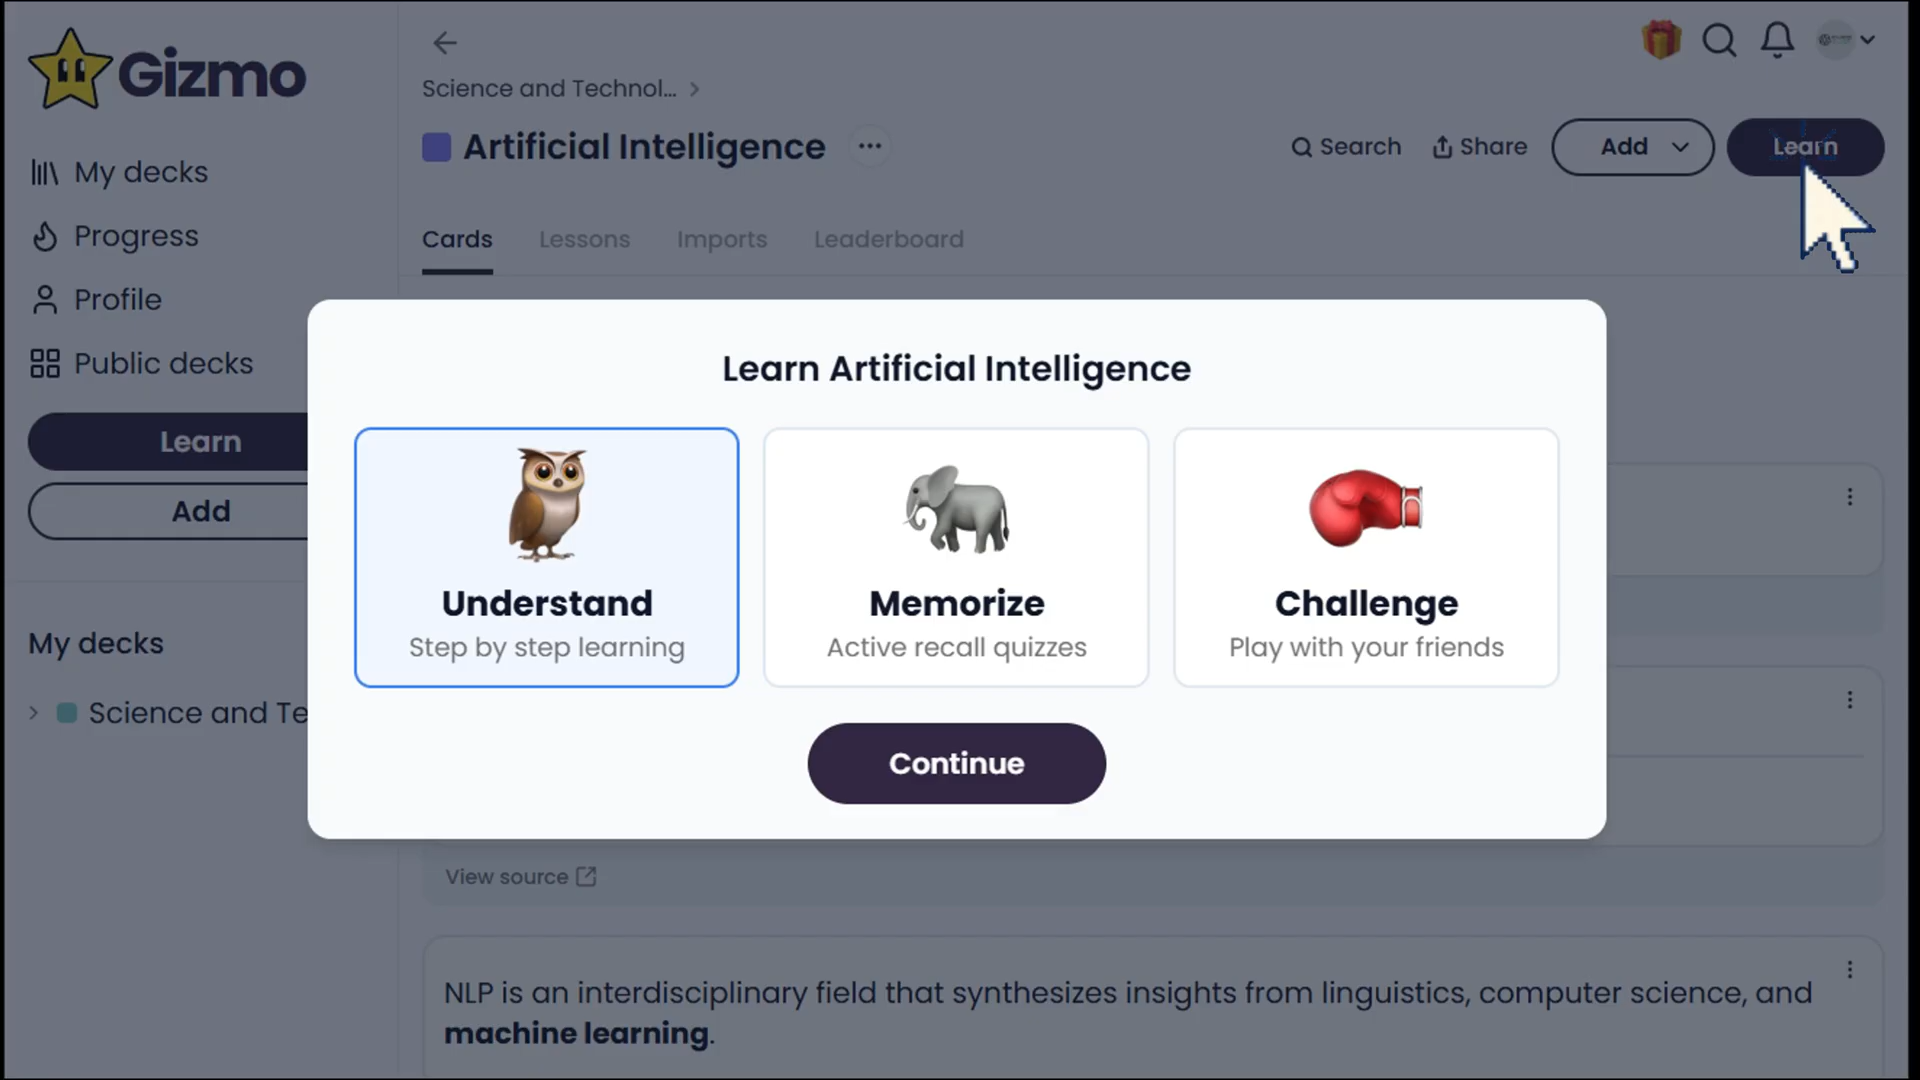 Gizmo
My decks
Progress
Profile
Public decks
Learn
Add
My decks
Science and Te
Science and Technol...
Artificial Intelligence
Search
Share
Add
Learn
Cards
Lessons
Imports
Leaderboard
Learn Artificial Intelligence
Understand
Step by step learning
Memorize
Active recall quizzes
Challenge
Play with your friends
Continue
View source
NLP is an interdisciplinary field that synthesizes insights from linguistics, computer science, and
machine learning.